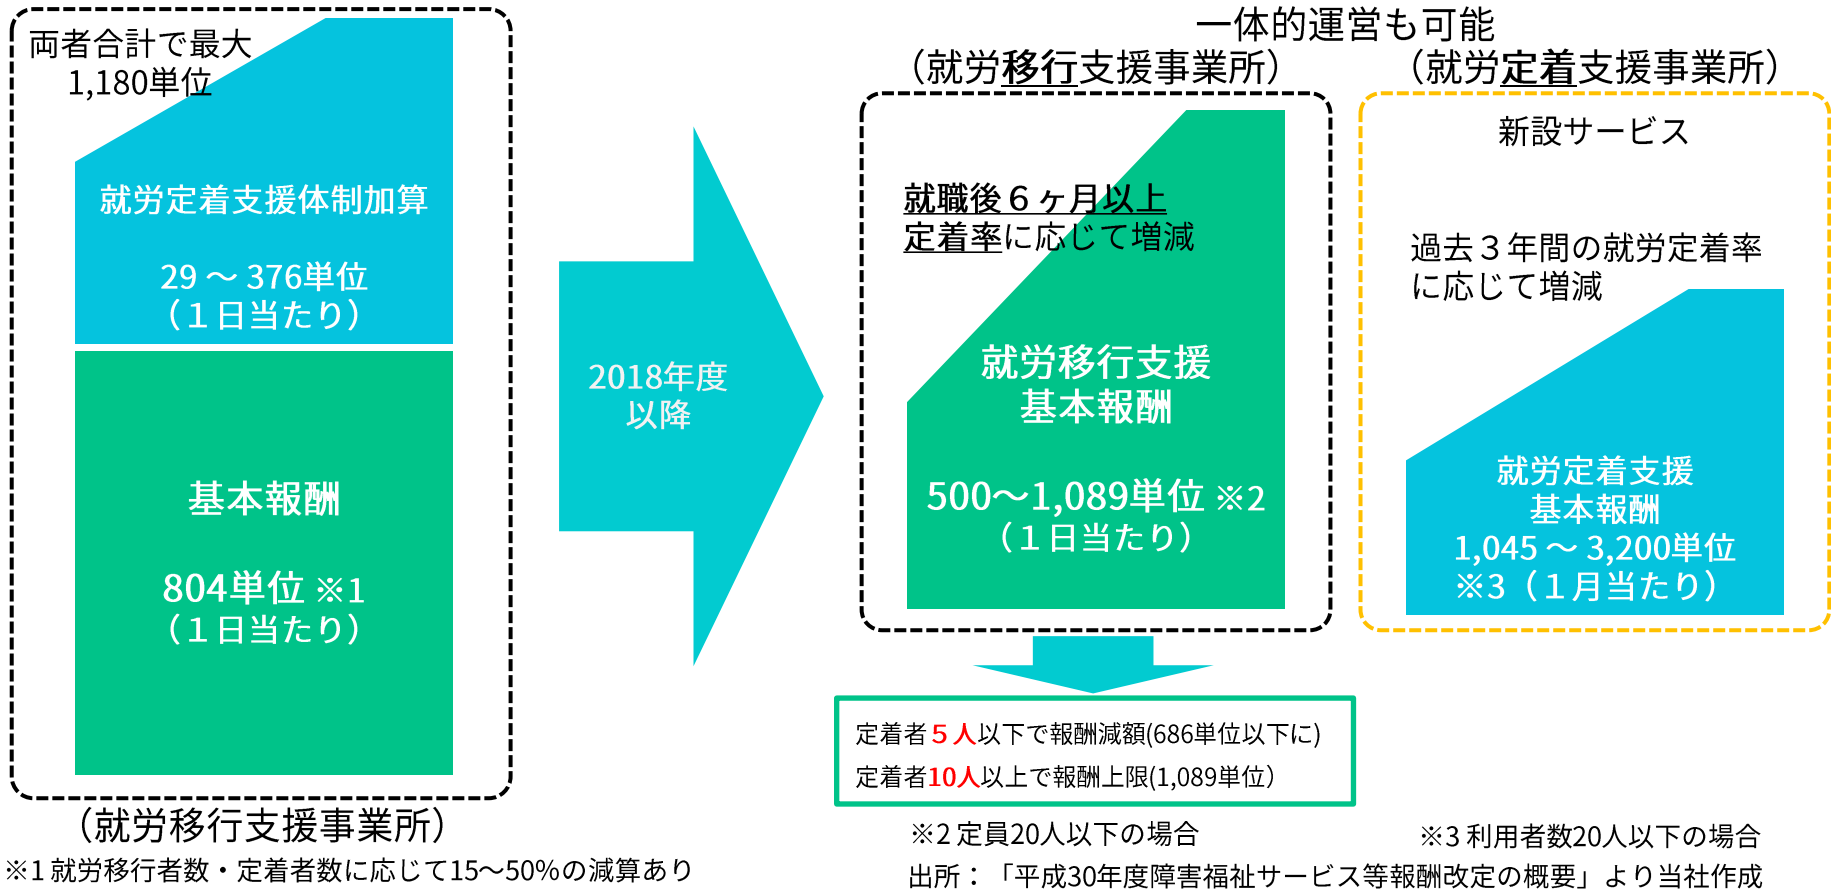 両者合計で最大
1,180単位
就労定着支援体制加算
29 ～ 376単位
（１日当たり）
基本報酬
804単位 ※1
（１日当たり）
（就労移行支援事業所）
※1 就労移行者数・定着者数に応じて15～50%の減算あり
2018年度
以降
一体的運営も可能
（就労移行支援事業所）
就職後６ヶ月以上
定着率に応じて増減
就労移行支援
基本報酬
500～1,089単位 ※2
（１日当たり）
（就労定着支援事業所）
新設サービス
過去３年間の就労定着率
に応じて増減
就労定着支援
基本報酬
1,045 ～ 3,200単位
※3（１月当たり）
定着者５人以下で報酬減額(686単位以下に)
定着者10人以上で報酬上限(1,089単位）
※2 定員20人以下の場合
※3 利用者数20人以下の場合
出所：「平成30年度障害福祉サービス等報酬改定の概要」より当社作成